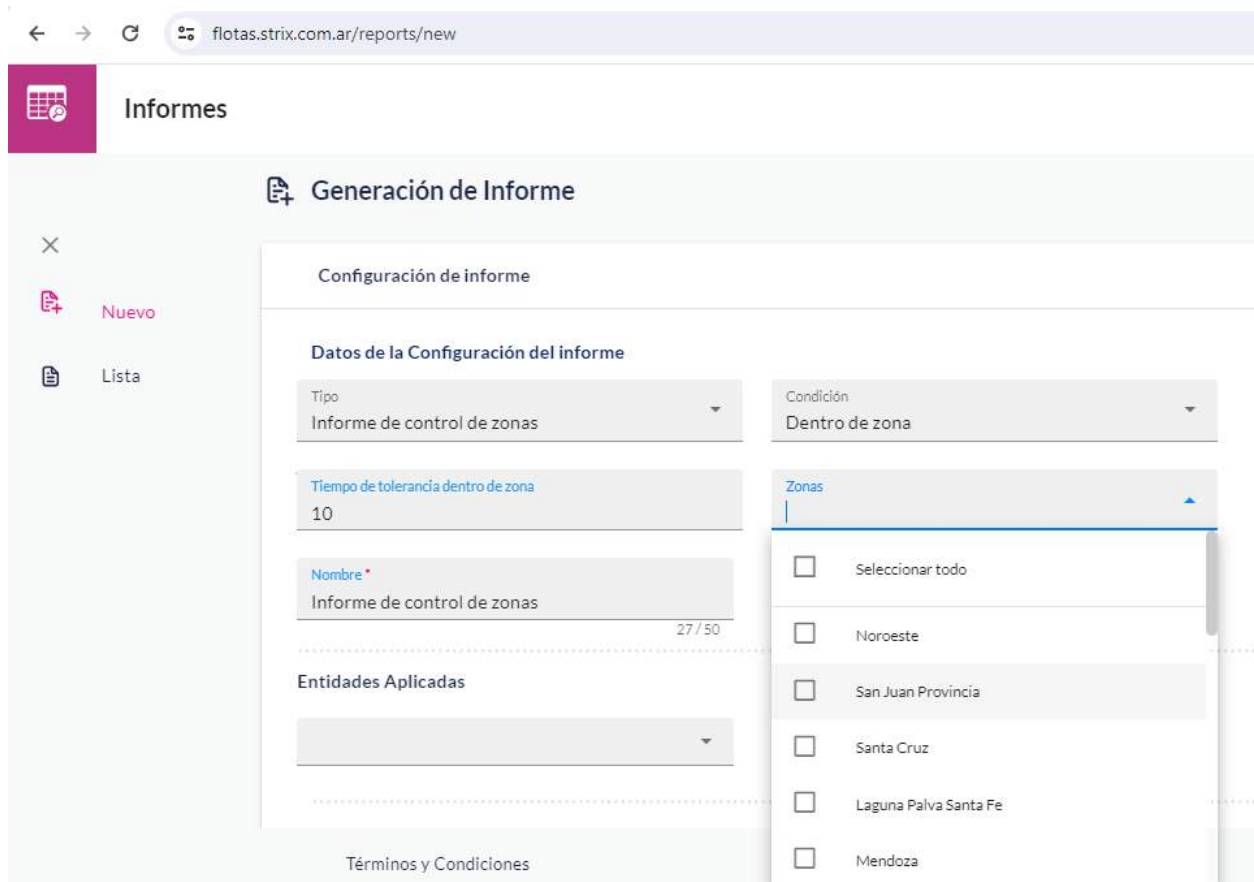 flotas.strix.com.ar/reports/new
Informes
Generación de Informe
Configuración de informe
Nuevo
Lista
Datos de la Configuración del informe
Tipo
Informe de control de zonas
Condición
Dentro de zona
Tiempo de tolerancia dentro de zona
10
Zonas
Nombre *
Informe de control de zonas
27 / 50
Entidades Aplicadas
Seleccionar todo
Noroeste
San Juan Provincia
Santa Cruz
Laguna Palva Santa Fe
Mendoza
Términos y Condiciones